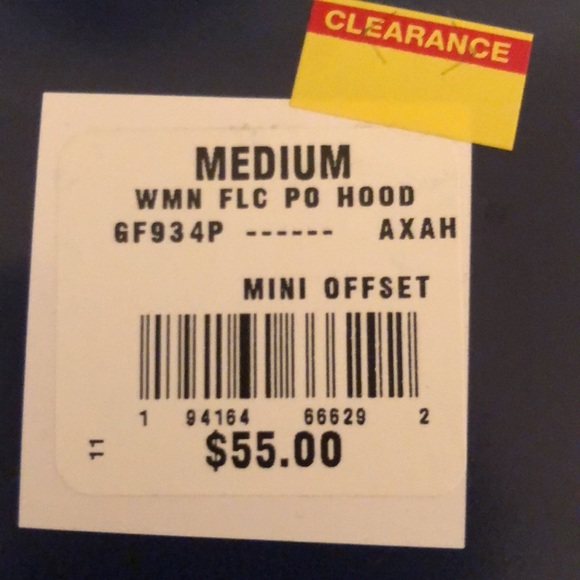 CLEARANCE
MEDIUM
WMN FLC PO HOOD
GF934P ------ AXAH
MINI OFFSET
1 94164 66629 2
$55.00
11